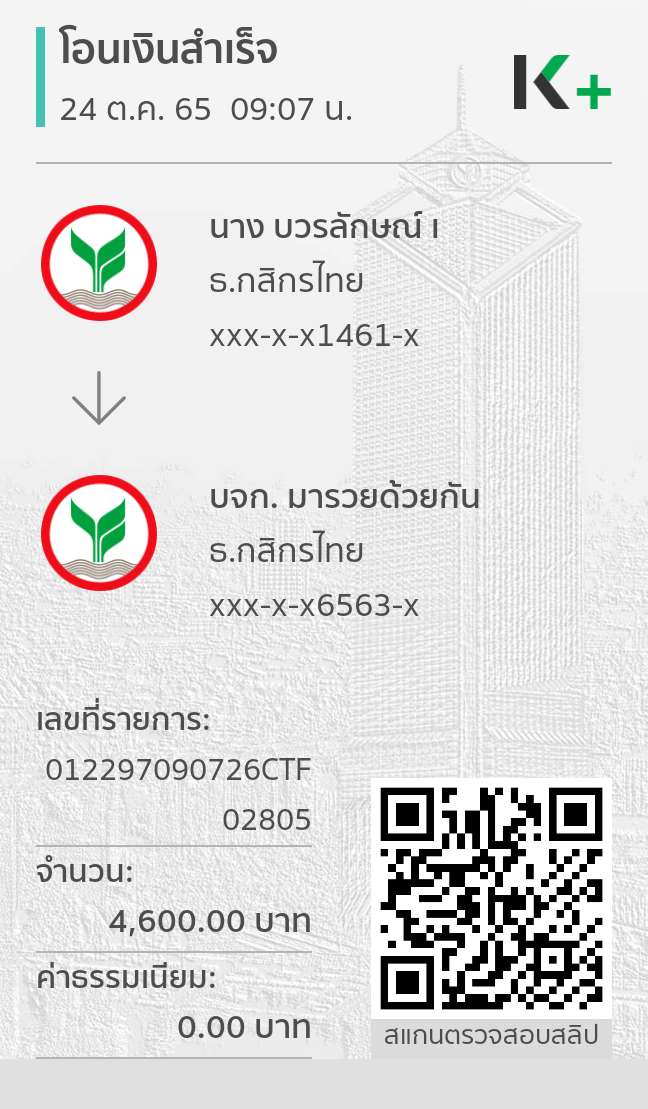 โอนเงินสำเร็จ
24 ต.ค. 65 09:07 น.
K+
นาง บวรลักษณ์ เ
ธ.กสิกรไทย
xxx-x-x1461-x
บจก. มารวยด้วยกัน
ธ.กสิกรไทย
xxx-x-x6563-x
เลขที่รายการ:
012297090726CTF
02805
จำนวน:
4,600.00 บาท
ค่าธรรมเนียม:
0.00 บาท
สแกนตรวจสอบสลิป